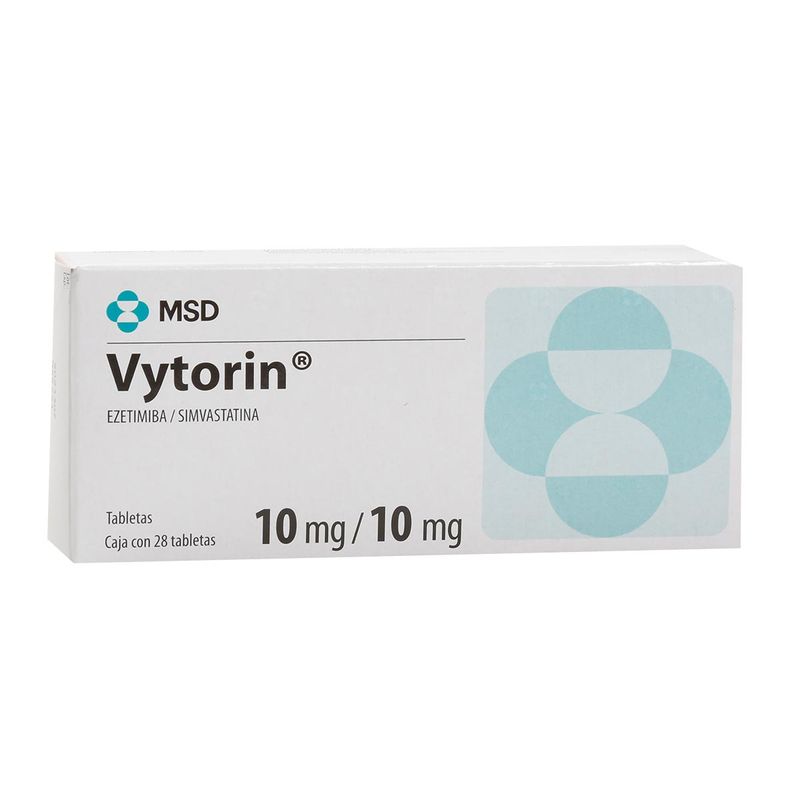 MSD
Vytorin®
EZETIMIBA / SIMVASTATINA
Tabletas
Caja con 28 tabletas
10 mg / 10 mg